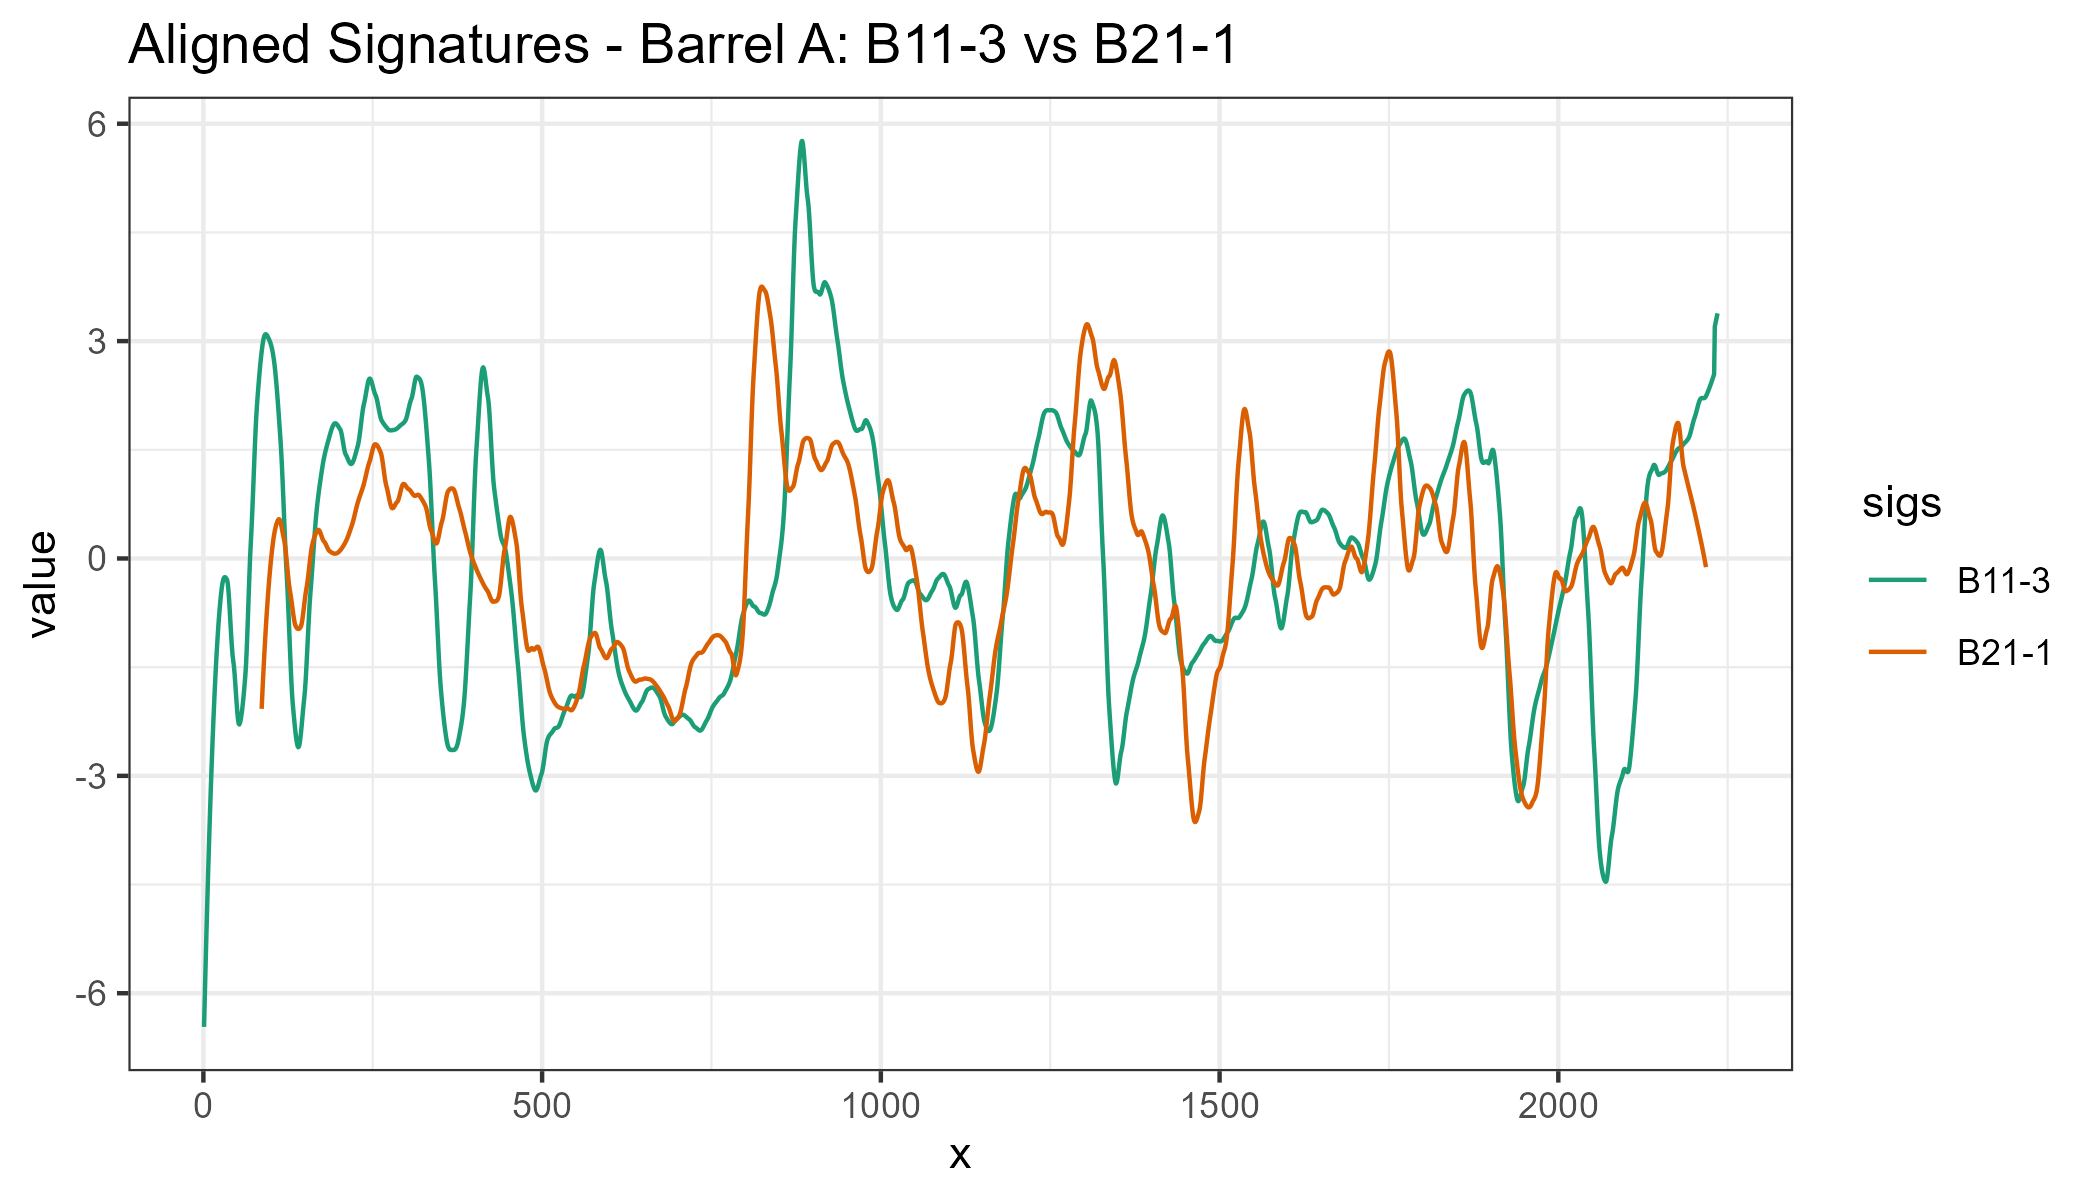 Aligned Signatures - Barrel A: B11-3 vs B21-1
6
3
0
-3
-6
value
0 500 1000 1500 2000
x
sigs
B11-3
B21-1